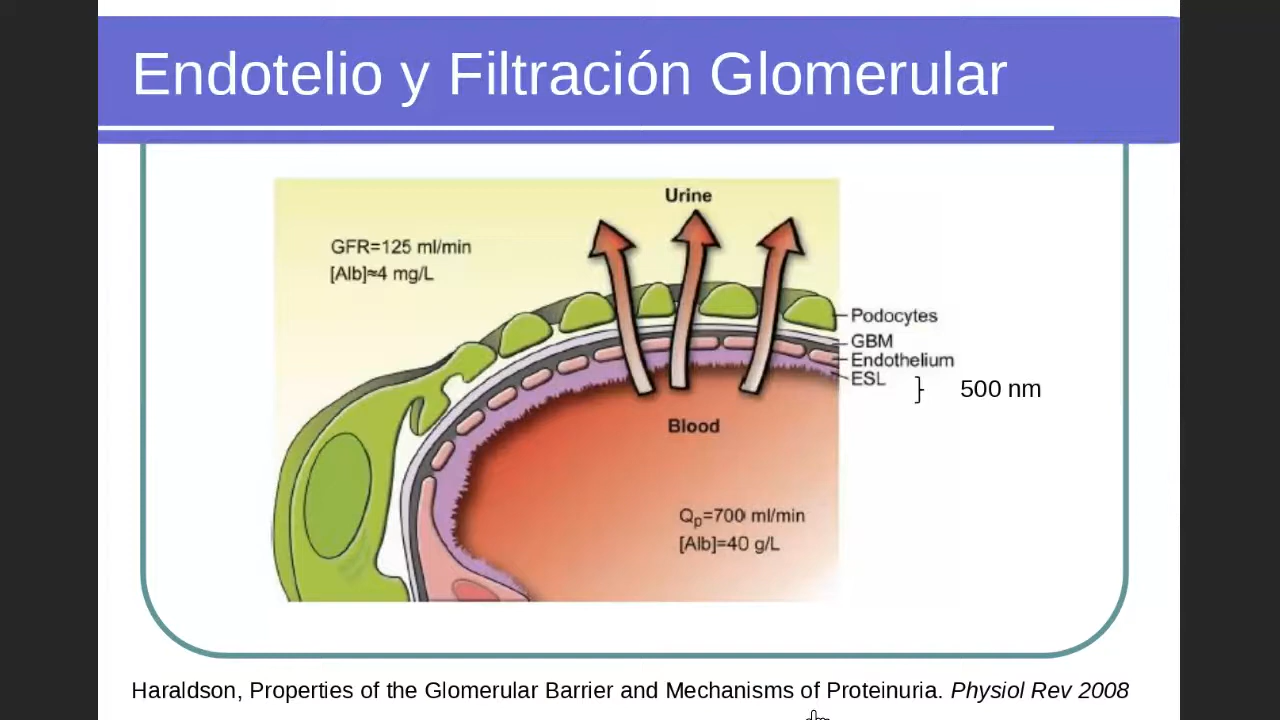 Endotelio y Filtración Glomerular
Urine
GFR=125 ml/min
[Alb]≈4 mg/L
Podocytes
GBM
Endothelium
ESL
} 500 nm
Blood
Qp=700 ml/min
[Alb]=40 g/L
Haraldson, Properties of the Glomerular Barrier and Mechanisms of Proteinuria. Physiol Rev 2008